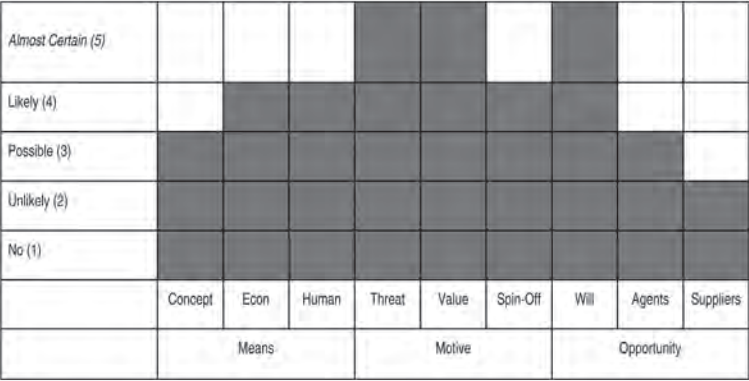 Almost Certain (5)
Likely (4)
Possible (3)
Unlikely (2)
No (1)
Concept Econ Human Threat Value Spin-Off Will Agents Suppliers
Means Motive Opportunity